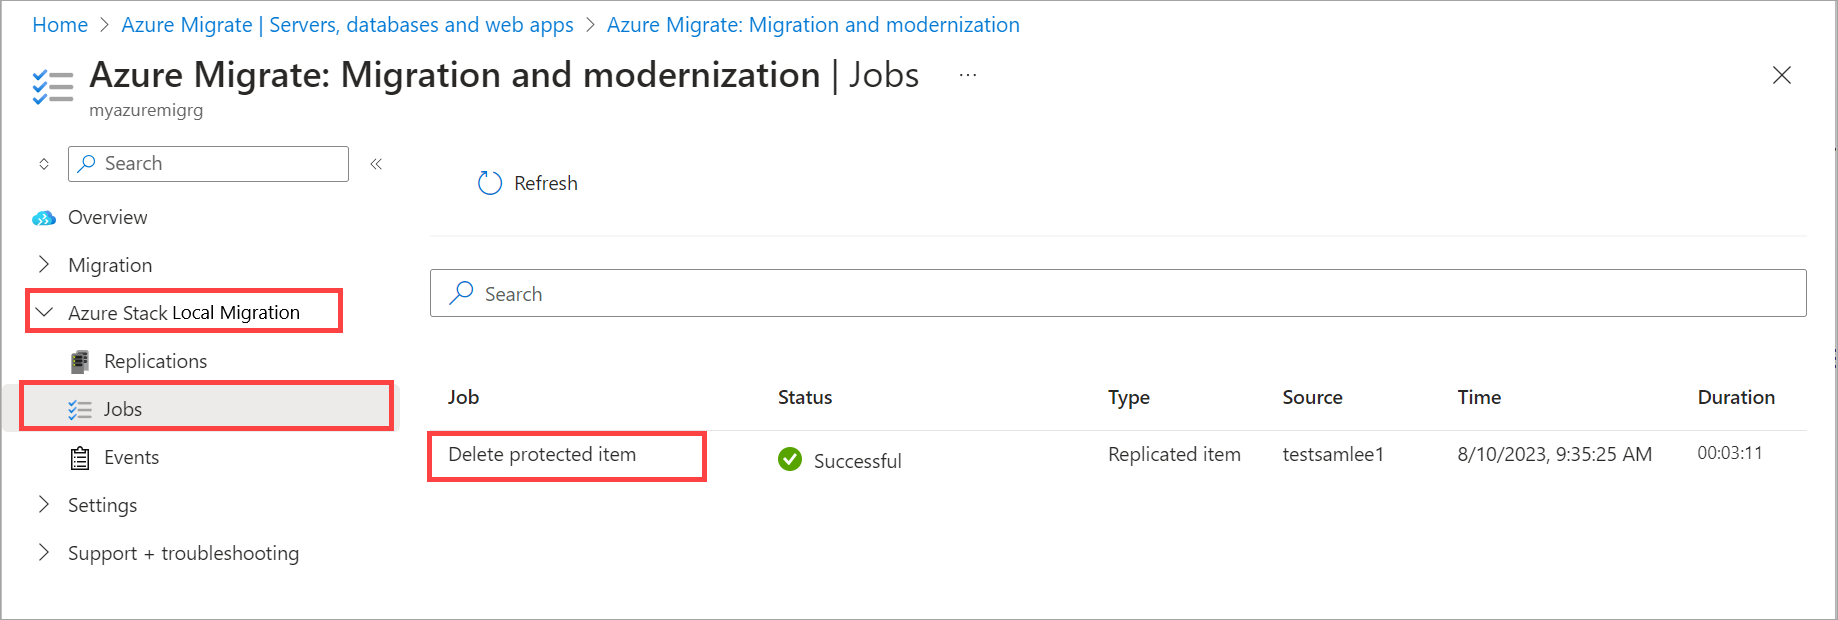 Home > Azure Migrate | Servers, databases and web apps > Azure Migrate: Migration and modernization
Azure Migrate: Migration and modernization | Jobs ...
myazuremigrg
Search
Refresh
Overview
Migration
Search
Azure Stack Local Migration
Replications
Job Status Type Source Time Duration
Jobs
Delete protected item Successful Replicated item testsamlee1 8/10/2023, 9:35:25 AM 00:03:11
Events
Settings
Support + troubleshooting